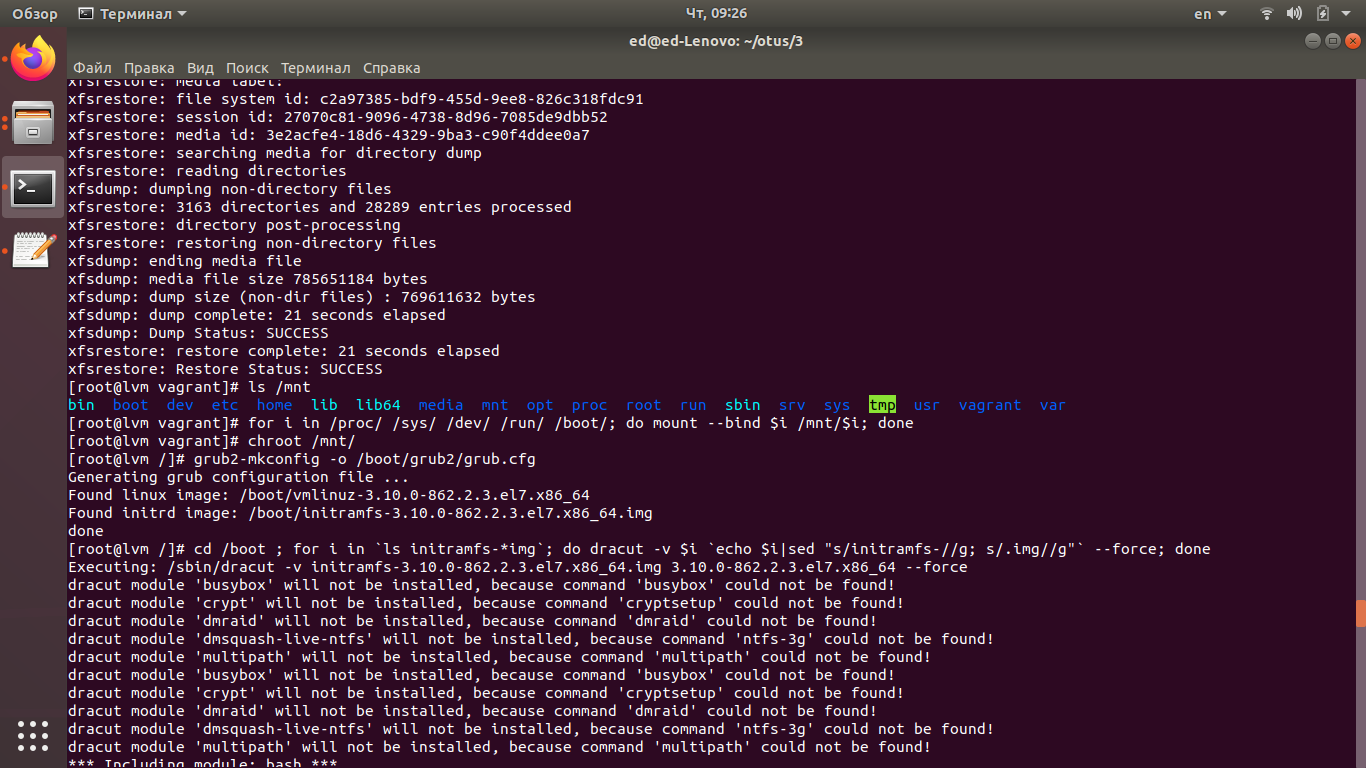 Обзор Терминал Чт, 09:26 en
ed@ed-Lenovo: ~/otus/3
Файл Правка Вид Поиск Терминал Справка
xfsrestore: media label:
xfsrestore: file system id: c2a97385-bdf9-455d-9ee8-826c318fdc91
xfsrestore: session id: 27070c81-9096-4738-8d96-7085de9dbb52
xfsrestore: media id: 3e2acfe4-18d6-4329-9ba3-c90f4ddee0a7
xfsrestore: searching media for directory dump
xfsrestore: reading directories
xfsdump: dumping non-directory files
xfsrestore: 3163 directories and 28289 entries processed
xfsrestore: directory post-processing
xfsrestore: restoring non-directory files
xfsdump: ending media file
xfsdump: media file size 785651184 bytes
xfsdump: dump size (non-dir files) : 769611632 bytes
xfsdump: dump complete: 21 seconds elapsed
xfsdump: Dump Status: SUCCESS
xfsrestore: restore complete: 21 seconds elapsed
xfsrestore: Restore Status: SUCCESS
[root@lvm vagrant]# ls /mnt
bin boot dev etc home lib lib64 media mnt opt proc root run sbin srv sys tmp usr vagrant var
[root@lvm vagrant]# for i in /proc/ /sys/ /dev/ /run/ /boot/; do mount --bind $i /mnt/$i; done
[root@lvm vagrant]# chroot /mnt/
[root@lvm /]# grub2-mkconfig -o /boot/grub2/grub.cfg
Generating grub configuration file ...
Found linux image: /boot/vmlinuz-3.10.0-862.2.3.el7.x86_64
Found initrd image: /boot/initramfs-3.10.0-862.2.3.el7.x86_64.img
done
[root@lvm /]# cd /boot ; for i in `ls initramfs-*img`; do dracut -v $i `echo $i|sed "s/initramfs-//g; s/.img//g"` --force; done
Executing: /sbin/dracut -v initramfs-3.10.0-862.2.3.el7.x86_64.img 3.10.0-862.2.3.el7.x86_64 --force
dracut module 'busybox' will not be installed, because command 'busybox' could not be found!
dracut module 'crypt' will not be installed, because command 'cryptsetup' could not be found!
dracut module 'dmraid' will not be installed, because command 'dmraid' could not be found!
dracut module 'dmsquash-live-ntfs' will not be installed, because command 'ntfs-3g' could not be found!
dracut module 'multipath' will not be installed, because command 'multipath' could not be found!
dracut module 'busybox' will not be installed, because command 'busybox' could not be found!
dracut module 'crypt' will not be installed, because command 'cryptsetup' could not be found!
dracut module 'dmraid' will not be installed, because command 'dmraid' could not be found!
dracut module 'dmsquash-live-ntfs' will not be installed, because command 'ntfs-3g' could not be found!
dracut module 'multipath' will not be installed, because command 'multipath' could not be found!
*** Including module: bash ***